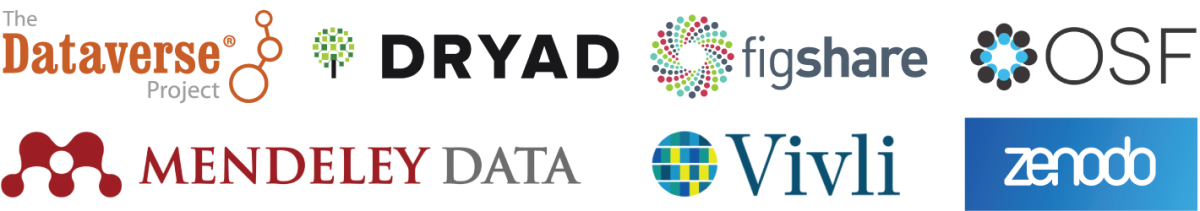 The
Dataverse®
Project
DRYAD
figshare
OSF
MENDELEY DATA
Vivli
zenodo